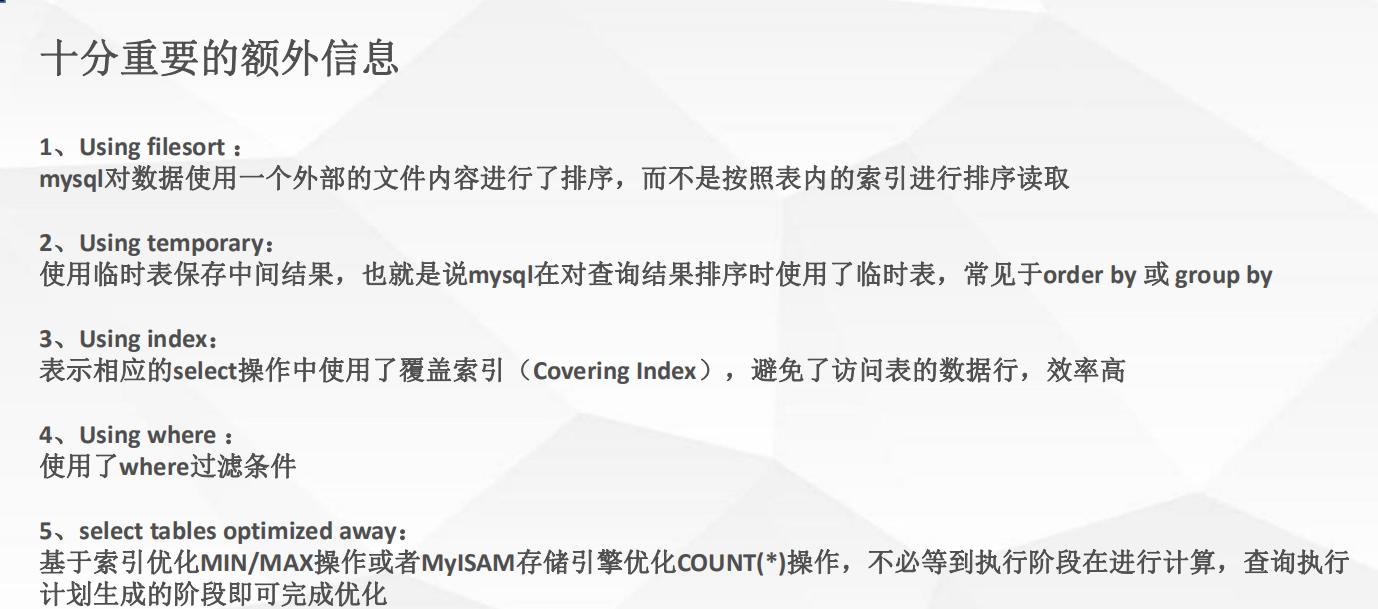 十分重要的额外信息
1、Using filesort ：
mysql对数据使用一个外部的文件内容进行了排序，而不是按照表内的索引进行排序读取
2、Using temporary：
使用临时表保存中间结果，也就是说mysql在对查询结果排序时使用了临时表，常见于order by 或 group by
3、Using index：
表示相应的select操作中使用了覆盖索引（Covering Index），避免了访问表的数据行，效率高
4、Using where ：
使用了where过滤条件
5、select tables optimized away：
基于索引优化MIN/MAX操作或者MyISAM存储引擎优化COUNT(*)操作，不必等到执行阶段在进行计算，查询执行
计划生成的阶段即可完成优化